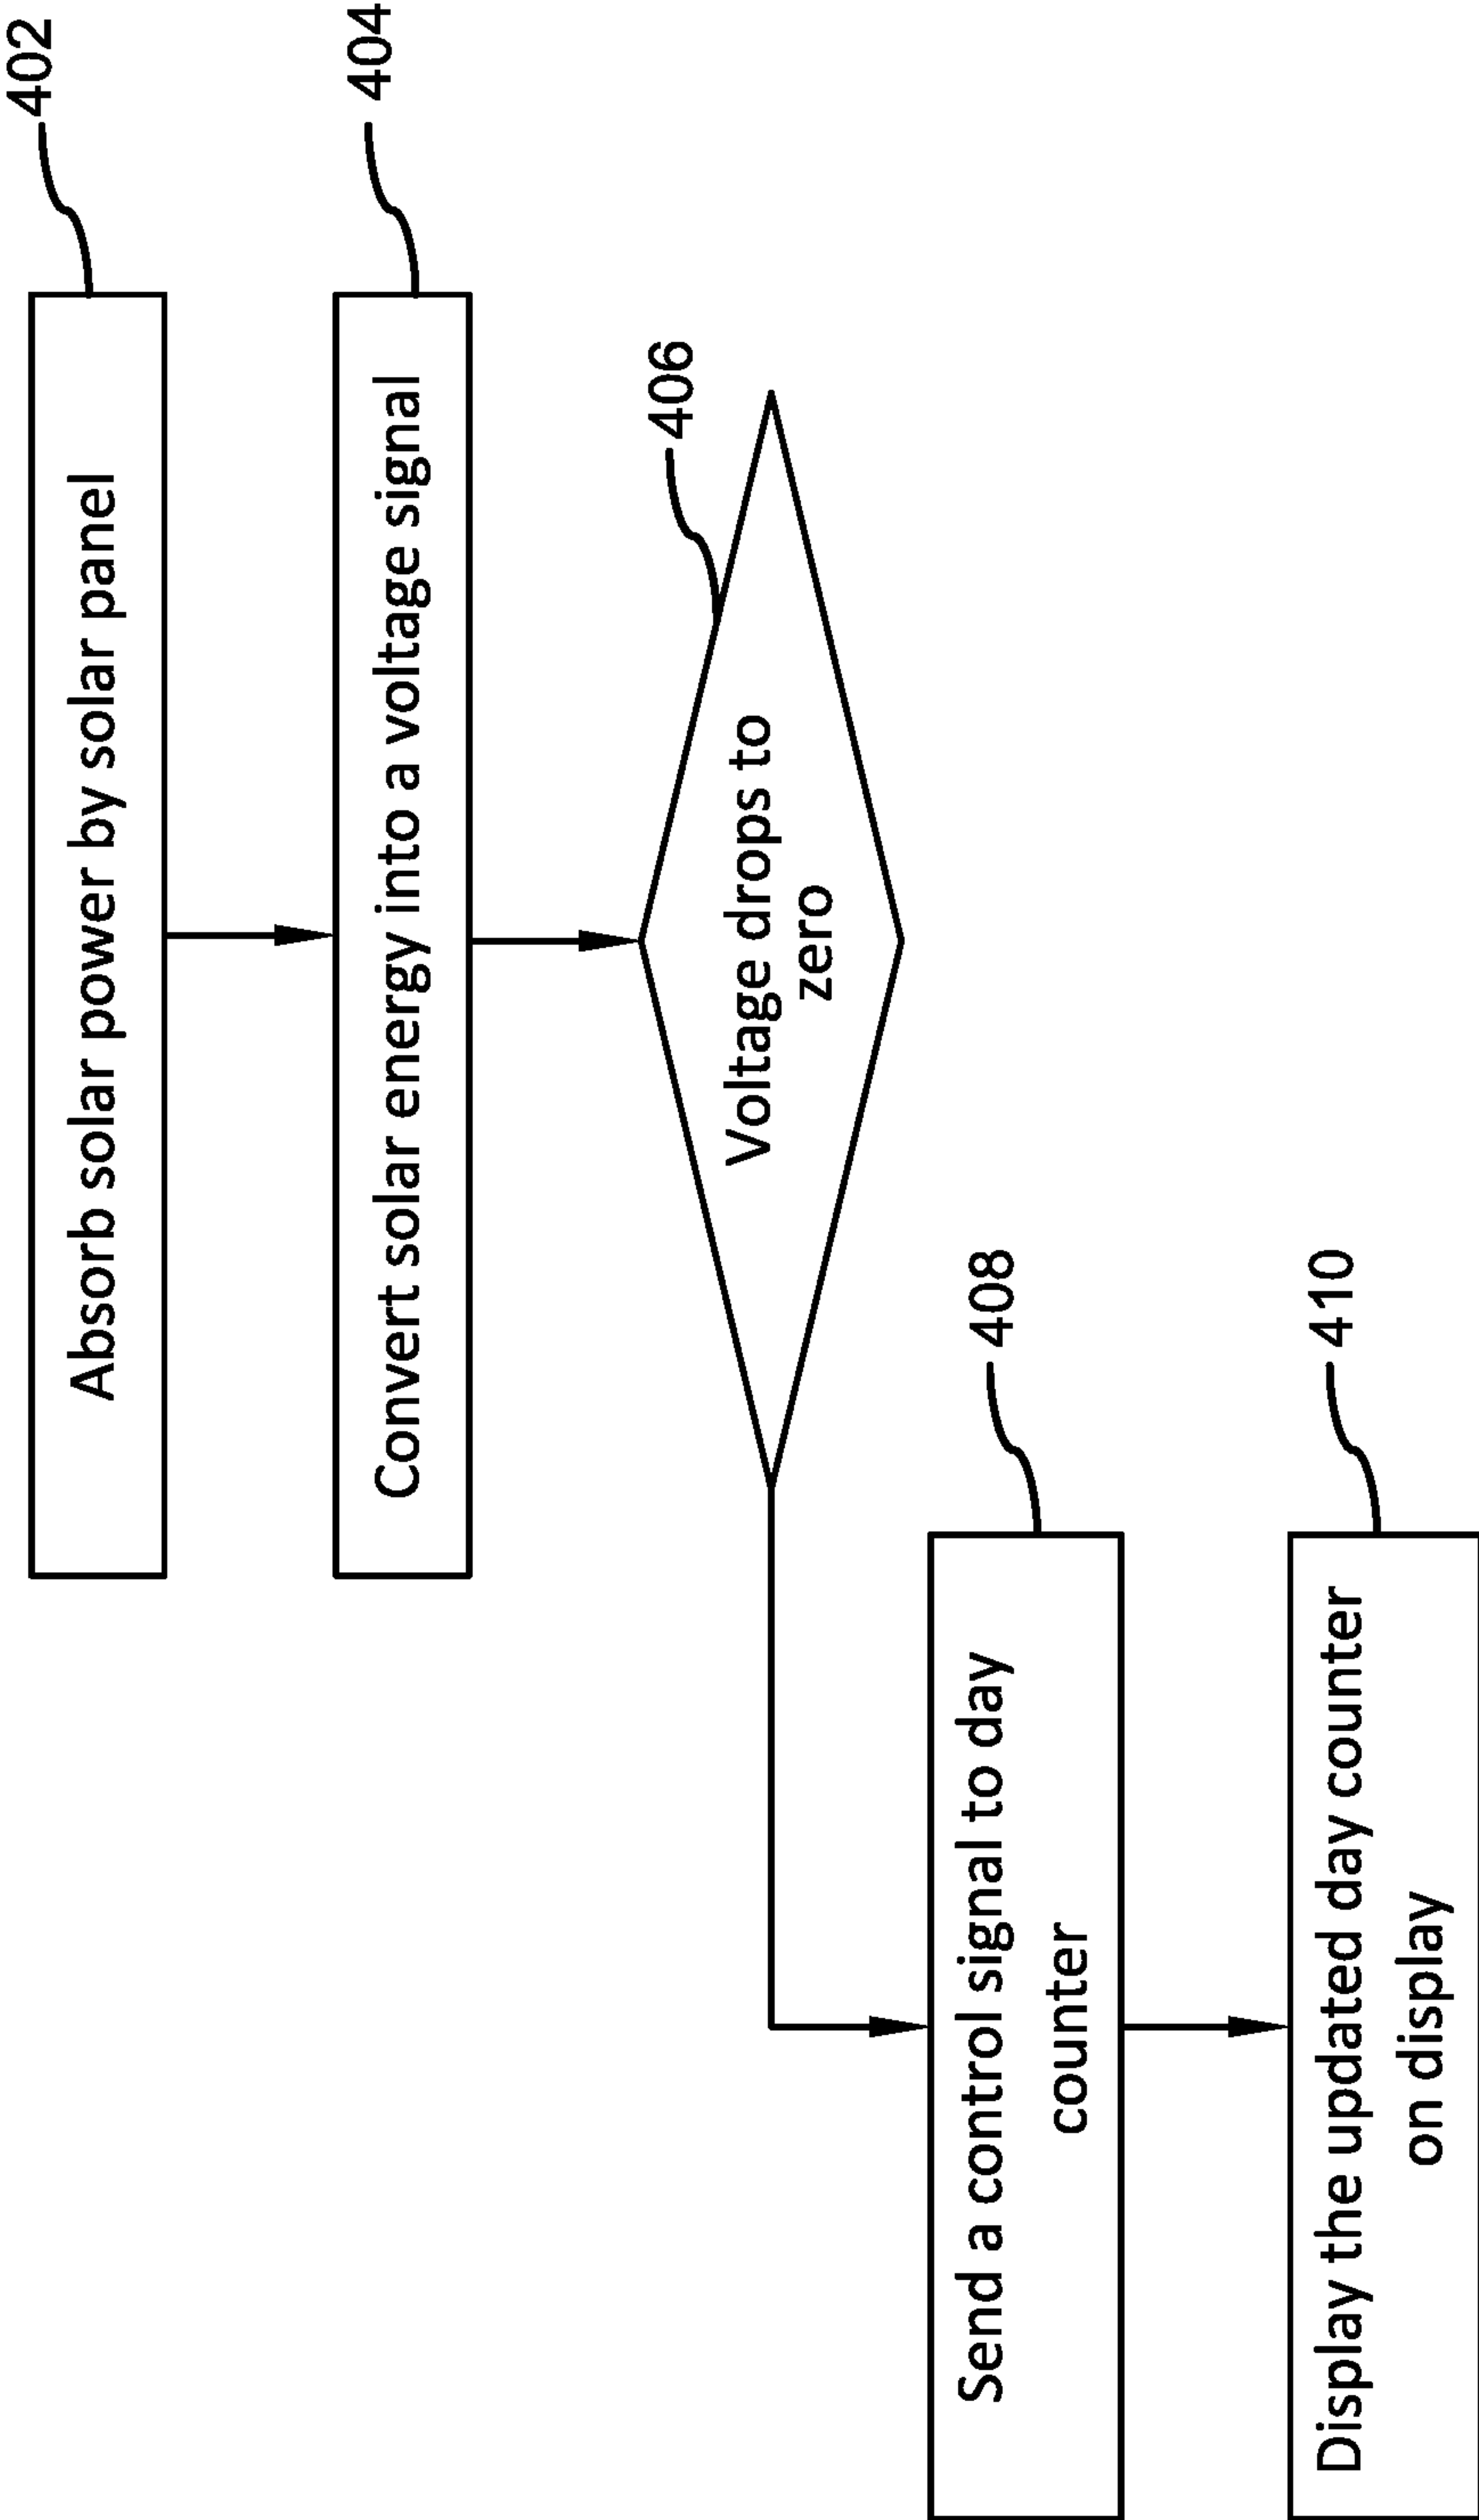 402
Absorb solar power by solar panel
404
Convert solar energy into a voltage signal
406
Voltage drops to
zero
408
Send a control signal to day
counter
410
Display the updated day counter
on display